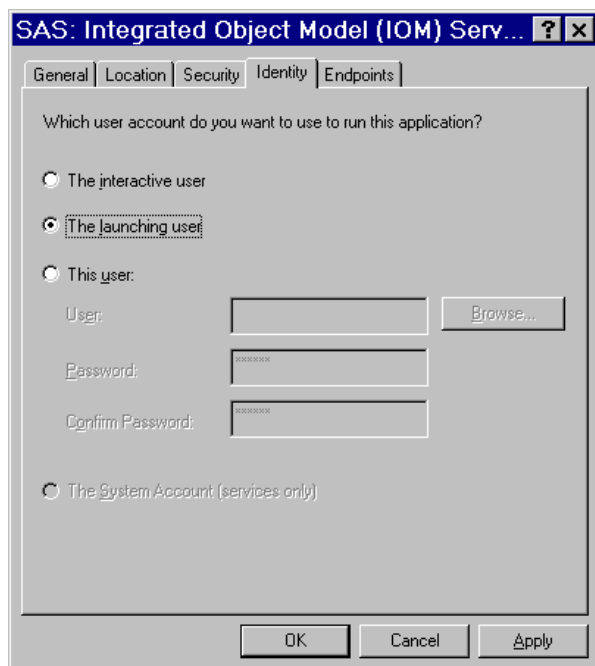 SAS: Integrated Object Model (IOM) Serv... ? ×
General Location Security Identity Endpoints
Which user account do you want to use to run this application?
The interactive user
The launching user
This user:
User: Browse...
Password: xxxxxx
Confirm Password: xxxxxx
The System Account (services only)
OK Cancel Apply